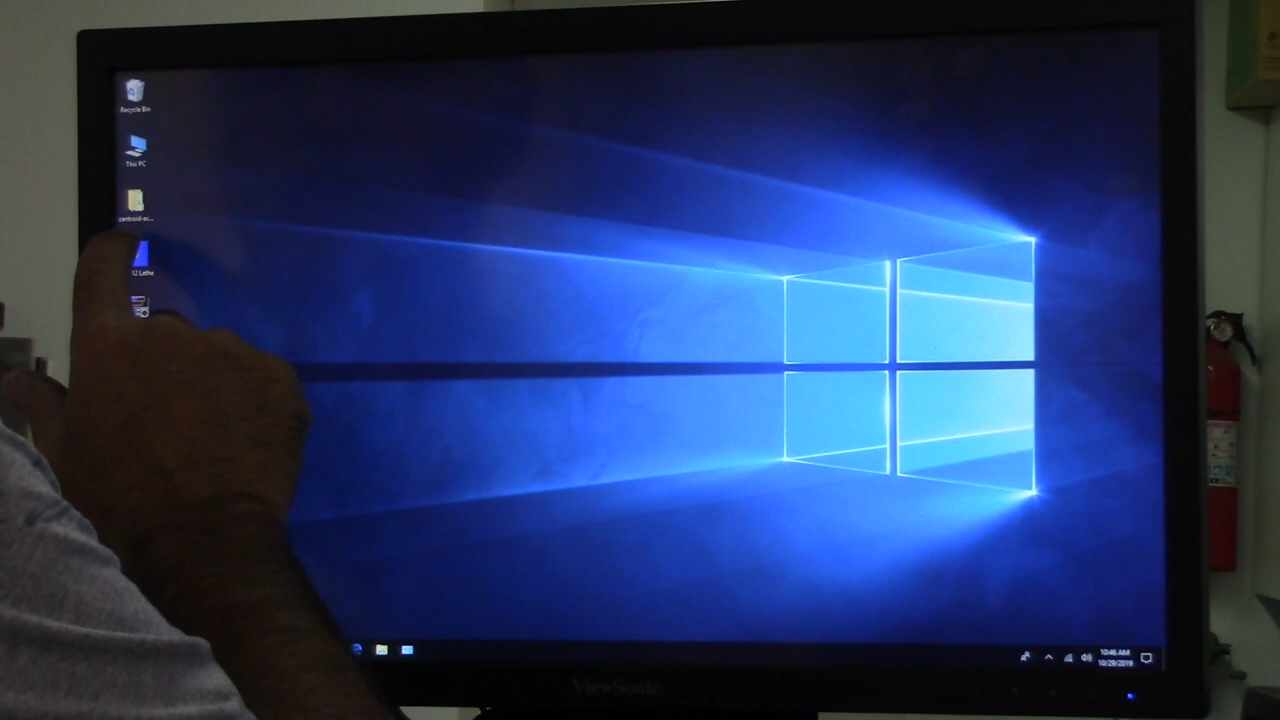 Recycle Bin
This PC
centroid-ac...
12 Lathe
10:46 AM
10/29/2019
ViewSonic